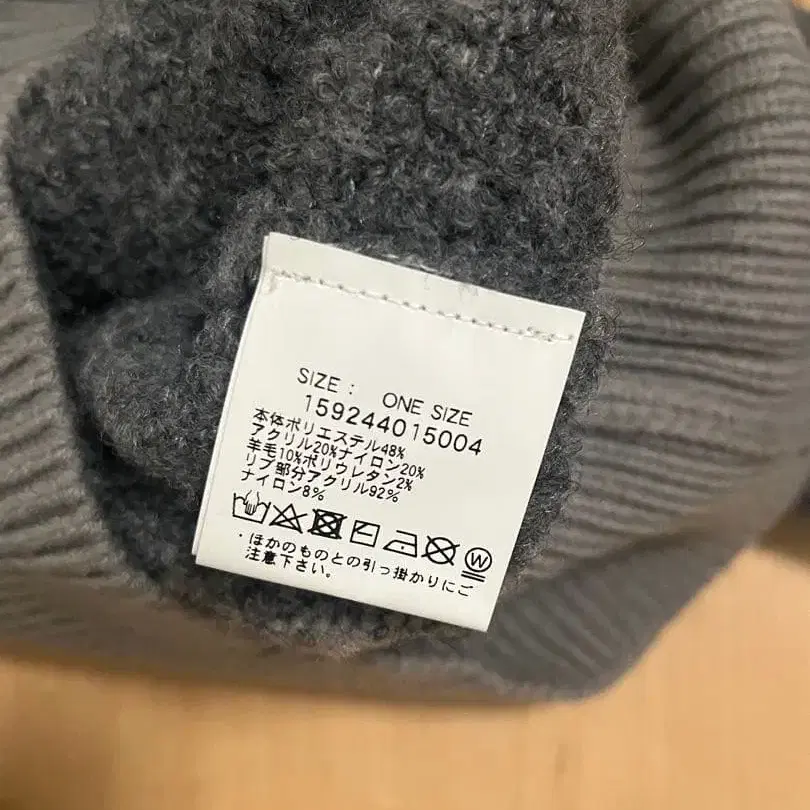 SIZE : ONE SIZE
159244015004
本体ポリエステル48%
アクリル20%ナイロン20%
羊毛10%ポリウレタン2%
リブ部分アクリル92%
ナイロン8%
W
・ほかのものとの引っ掛かりにご
注意下さい。